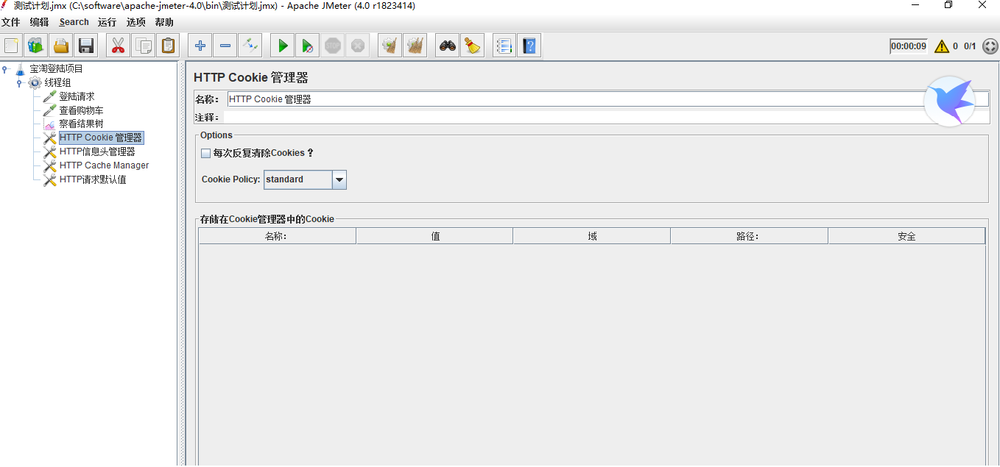 测试计划.jmx (C:\software\apache-jmeter-4.0\bin\测试计划.jmx) - Apache JMeter (4.0 r1823414)
文件 编辑 Search 运行 选项 帮助
STOP 00:00:09 0 0/1
宝淘登陆项目
线程组
登陆请求
查看购物车
察看结果树
HTTP Cookie 管理器
HTTP信息头管理器
HTTP Cache Manager
HTTP请求默认值
HTTP Cookie 管理器
名称： HTTP Cookie 管理器
注释：
Options
每次反复清除Cookies？
Cookie Policy: standard
存储在Cookie管理器中的Cookie
名称： 值 域 路径： 安全